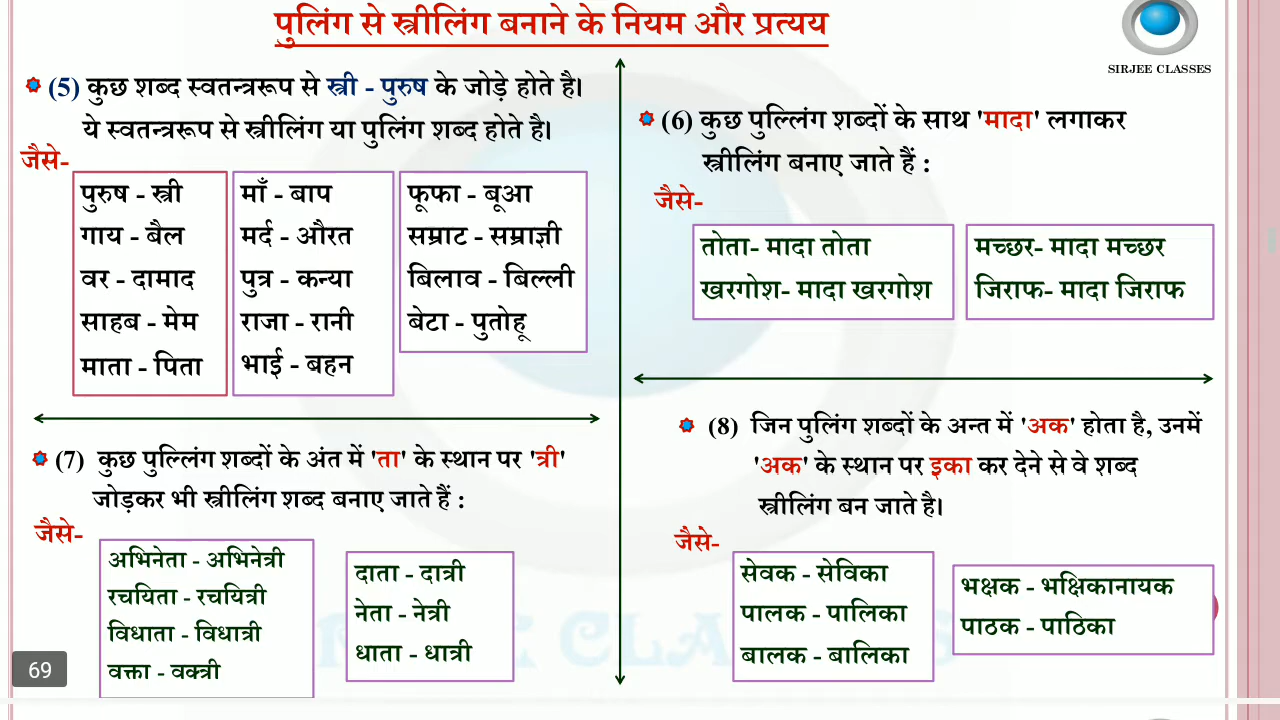 पुलिंग से स्त्रीलिंग बनाने के नियम और प्रत्यय
SIRJEE CLASSES
(5) कुछ शब्द स्वतन्त्ररूप से स्त्री - पुरुष के जोड़े होते है।
ये स्वतन्त्ररूप से स्त्रीलिंग या पुलिंग शब्द होते है।
जैसे-
पुरुष - स्त्री
गाय - बैल
वर - दामाद
साहब - मेम
माता - पिता
माँ - बाप
मर्द - औरत
पुत्र - कन्या
राजा - रानी
भाई - बहन
फूफा - बूआ
सम्राट - सम्राज्ञी
बिलाव - बिल्ली
बेटा - पुतोहू
(6) कुछ पुल्लिंग शब्दों के साथ 'मादा' लगाकर
स्त्रीलिंग बनाए जाते हैं :
जैसे-
तोता- मादा तोता
खरगोश- मादा खरगोश
मच्छर- मादा मच्छर
जिराफ- मादा जिराफ
(7) कुछ पुल्लिंग शब्दों के अंत में 'ता' के स्थान पर 'त्री'
जोड़कर भी स्त्रीलिंग शब्द बनाए जाते हैं :
जैसे-
अभिनेता - अभिनेत्री
रचयिता - रचयित्री
विधाता - विधात्री
वक्ता - वक्त्री
दाता - दात्री
नेता - नेत्री
धाता - धात्री
(8) जिन पुलिंग शब्दों के अन्त में 'अक' होता है, उनमें
'अक' के स्थान पर इका कर देने से वे शब्द
स्त्रीलिंग बन जाते है।
जैसे-
सेवक - सेविका
पालक - पालिका
बालक - बालिका
भक्षक - भक्षिकानायक
पाठक - पाठिका
69